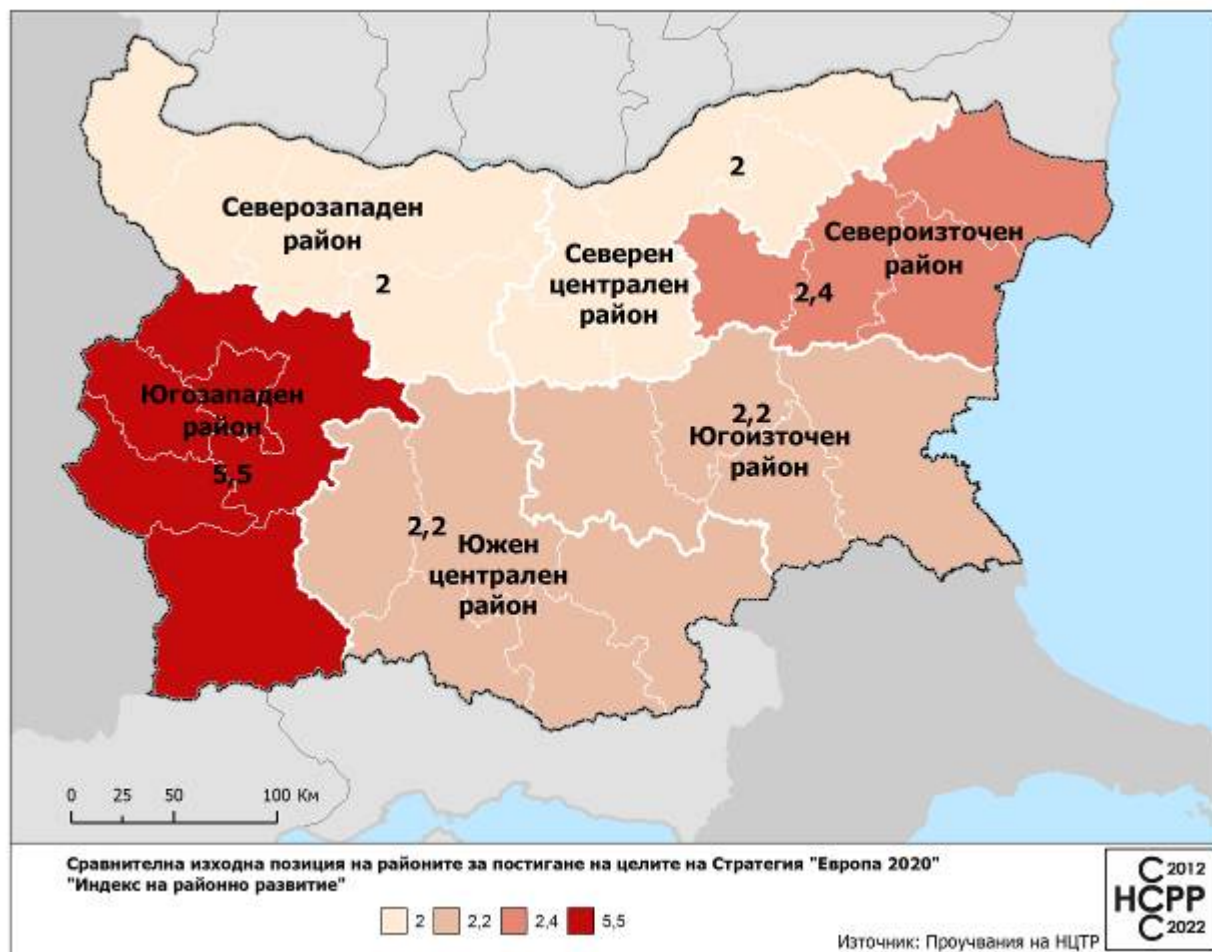 2
Северозападен
район
2
Северен
централен
район
Североизточен
район
2,4
Югозападен
район
5,5
2,2
Югоизточен
район
2,2
Южен
централен
район
0 25 50 100 Км
Сравнителна изходна позиция на районите за постигане на целите на Стратегия "Европа 2020"
"Индекс на районно развитие"
2 2,2 2,4 5,5
Източник: Проучвания на НЦТР
С 2012
НСРР
С 2022